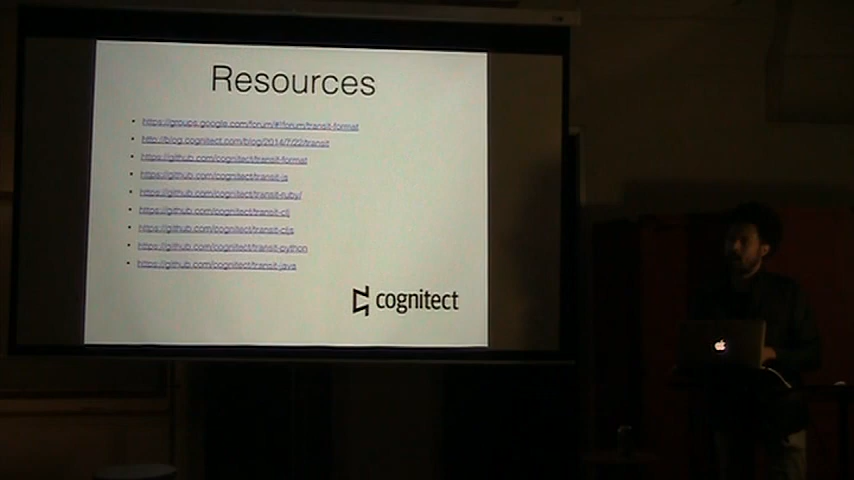 Resources
• https://groups.google.com/forum/#!forum/transit-format
• http://blog.cognitect.com/blog/2014/7/22/transit
• https://github.com/cognitect/transit-format
• https://github.com/cognitect/transit-js
• https://github.com/cognitect/transit-ruby/
• https://github.com/cognitect/transit-clj
• https://github.com/cognitect/transit-cljs
• https://github.com/cognitect/transit-python
• https://github.com/cognitect/transit-java
cognitect